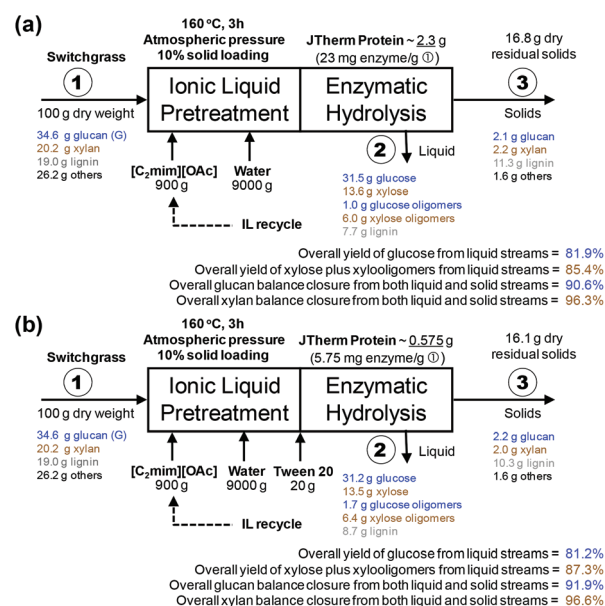 (a)
160 oC, 3h
Atmospheric pressure
10% solid loading
JTherm Protein ~ 2.3 g
(23 mg enzyme/g ①)
16.8 g dry
residual solids
Switchgrass
①
100 g dry weight
Ionic Liquid
Pretreatment
Enzymatic
Hydrolysis
③
Solids
34.6 g glucan (G)
20.2 g xylan
19.0 g lignin
26.2 g others
[C2mim][OAc]
900 g
Water
9000 g
IL recycle
②
Liquid
31.5 g glucose
13.6 g xylose
1.0 g glucose oligomers
6.0 g xylose oligomers
7.7 g lignin
2.1 g glucan
2.2 g xylan
11.3 g lignin
1.6 g others
Overall yield of glucose from liquid streams = 81.9%
Overall yield of xylose plus xylooligomers from liquid streams = 85.4%
Overall glucan balance closure from both liquid and solid streams = 90.6%
Overall xylan balance closure from both liquid and solid streams = 96.3%
(b)
160 oC, 3h
Atmospheric pressure
10% solid loading
JTherm Protein ~ 0.575 g
(5.75 mg enzyme/g ①)
16.1 g dry
residual solids
Switchgrass
①
100 g dry weight
Ionic Liquid
Pretreatment
Enzymatic
Hydrolysis
③
Solids
34.6 g glucan (G)
20.2 g xylan
19.0 g lignin
26.2 g others
[C2mim][OAc]
900 g
Water
9000 g
Tween 20
20 g
IL recycle
②
Liquid
31.2 g glucose
13.5 g xylose
1.7 g glucose oligomers
6.4 g xylose oligomers
8.7 g lignin
2.2 g glucan
2.0 g xylan
10.3 g lignin
1.6 g others
Overall yield of glucose from liquid streams = 81.2%
Overall yield of xylose plus xylooligomers from liquid streams = 87.3%
Overall glucan balance closure from both liquid and solid streams = 91.9%
Overall xylan balance closure from both liquid and solid streams = 96.6%